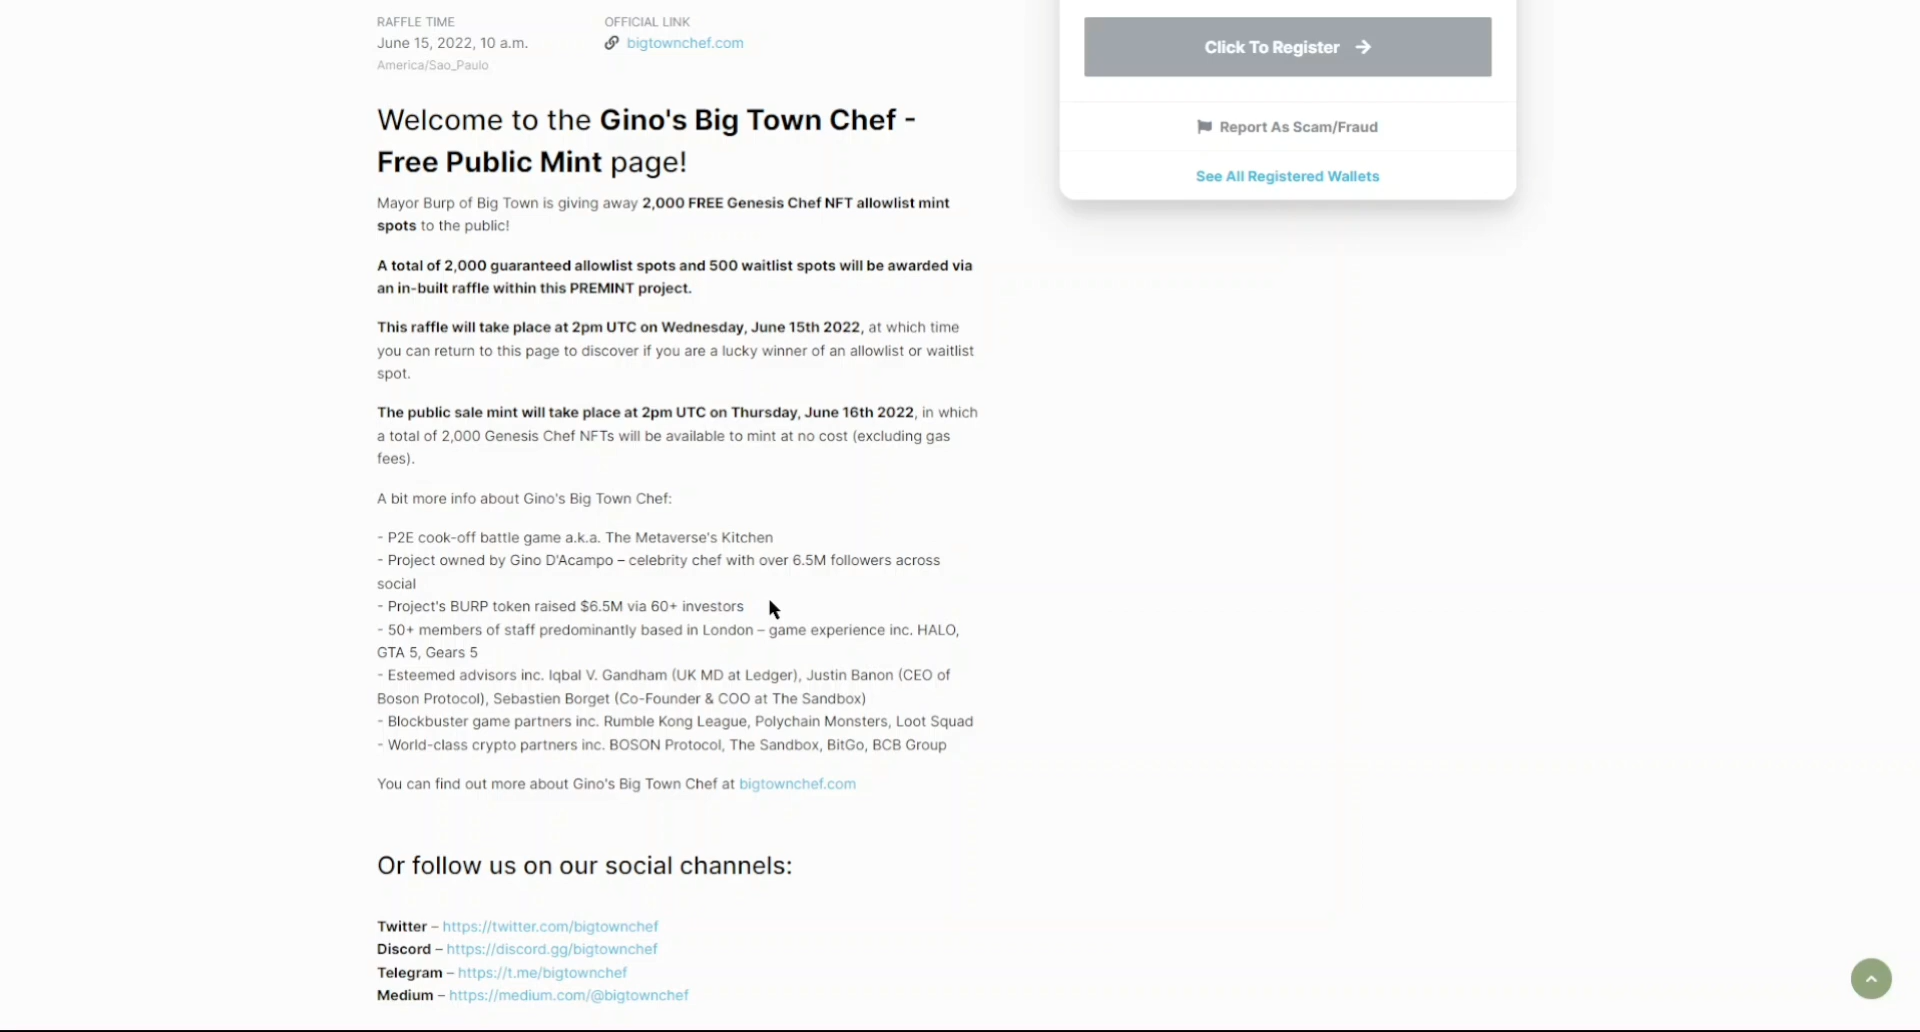 RAFFLE TIME
June 15, 2022, 10 a.m.
America/Sao_Paulo
OFFICIAL LINK
bigtownchef.com
Welcome to the Gino's Big Town Chef -
Free Public Mint page!
Mayor Burp of Big Town is giving away 2,000 FREE Genesis Chef NFT allowlist mint
spots to the public!
A total of 2,000 guaranteed allowlist spots and 500 waitlist spots will be awarded via
an in-built raffle within this PREMINT project.
This raffle will take place at 2pm UTC on Wednesday, June 15th 2022, at which time
you can return to this page to discover if you are a lucky winner of an allowlist or waitlist
spot.
The public sale mint will take place at 2pm UTC on Thursday, June 16th 2022, in which
a total of 2,000 Genesis Chef NFTs will be available to mint at no cost (excluding gas
fees).
A bit more info about Gino's Big Town Chef:
- P2E cook-off battle game a.k.a. The Metaverse's Kitchen
- Project owned by Gino D'Acampo – celebrity chef with over 6.5M followers across
social
- Project's BURP token raised $6.5M via 60+ investors
- 50+ members of staff predominantly based in London – game experience inc. HALO,
GTA 5, Gears 5
- Esteemed advisors inc. Iqbal V. Gandham (UK MD at Ledger), Justin Banon (CEO of
Boson Protocol), Sebastien Borget (Co-Founder & COO at The Sandbox)
- Blockbuster game partners inc. Rumble Kong League, Polychain Monsters, Loot Squad
- World-class crypto partners inc. BOSON Protocol, The Sandbox, BitGo, BCB Group
You can find out more about Gino's Big Town Chef at bigtownchef.com
Or follow us on our social channels:
Twitter – https://twitter.com/bigtownchef
Discord – https://discord.gg/bigtownchef
Telegram – https://t.me/bigtownchef
Medium – https://medium.com/@bigtownchef
Click To Register
Report As Scam/Fraud
See All Registered Wallets